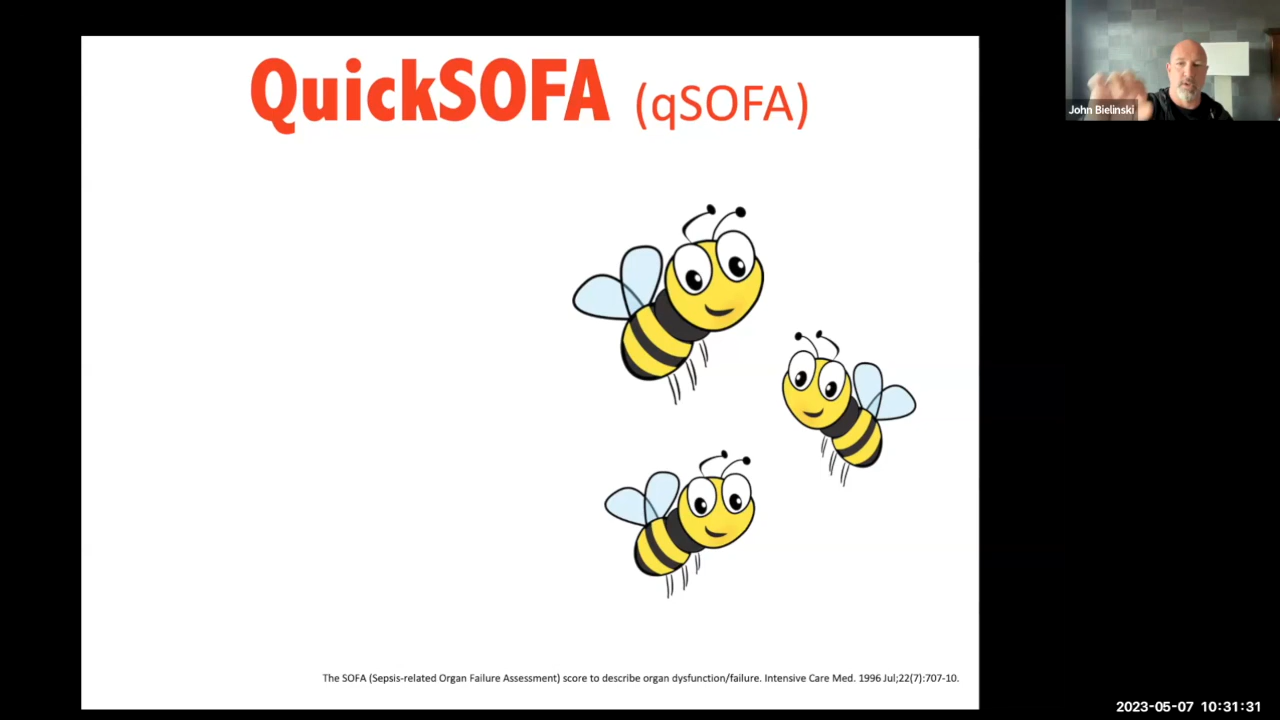 QuickSOFA (qSOFA)
John Bielinski
The SOFA (Sepsis-related Organ Failure Assessment) score to describe organ dysfunction/failure. Intensive Care Med. 1996 Jul;22(7):707-10.
2023-05-07 10:31:31